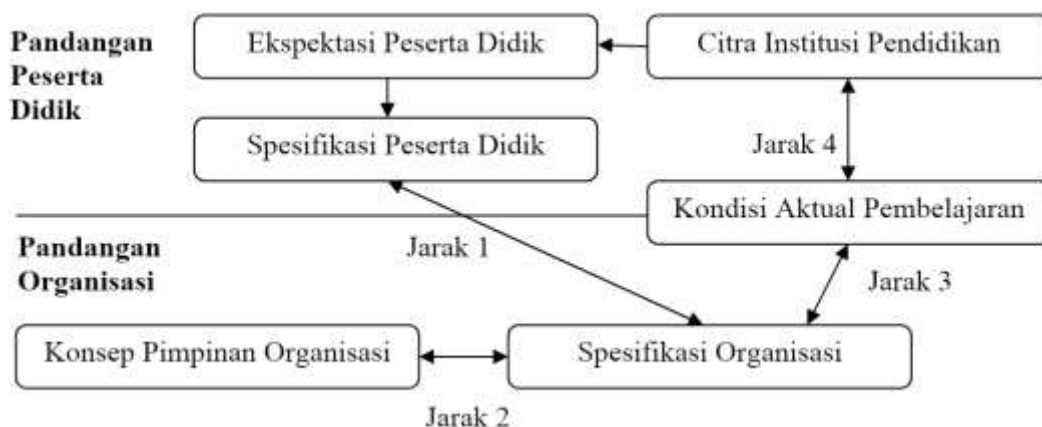 Pandangan
Peserta
Didik
Ekspektasi Peserta Didik
Citra Institusi Pendidikan
Spesifikasi Peserta Didik
Jarak 4
Kondisi Aktual Pembelajaran
Pandangan
Organisasi
Jarak 1
Jarak 3
Konsep Pimpinan Organisasi
Spesifikasi Organisasi
Jarak 2